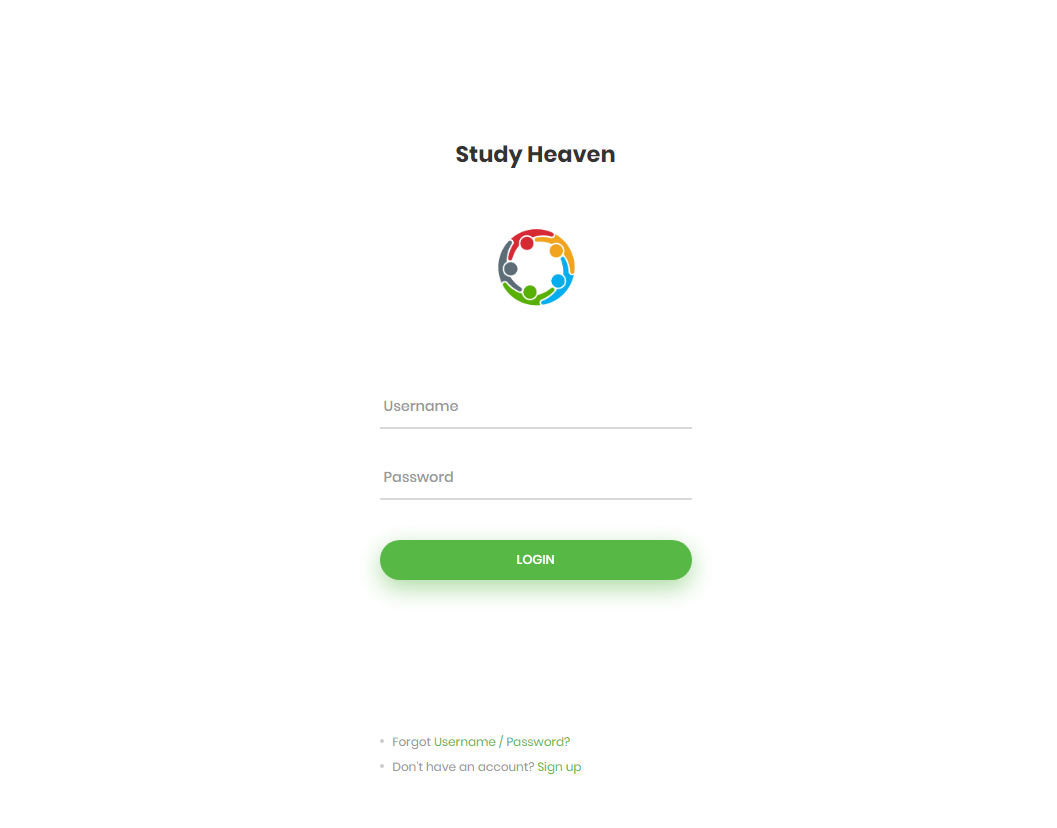 Study Heaven
Username
Password
LOGIN
Forgot Username / Password?
Don't have an account? Sign up